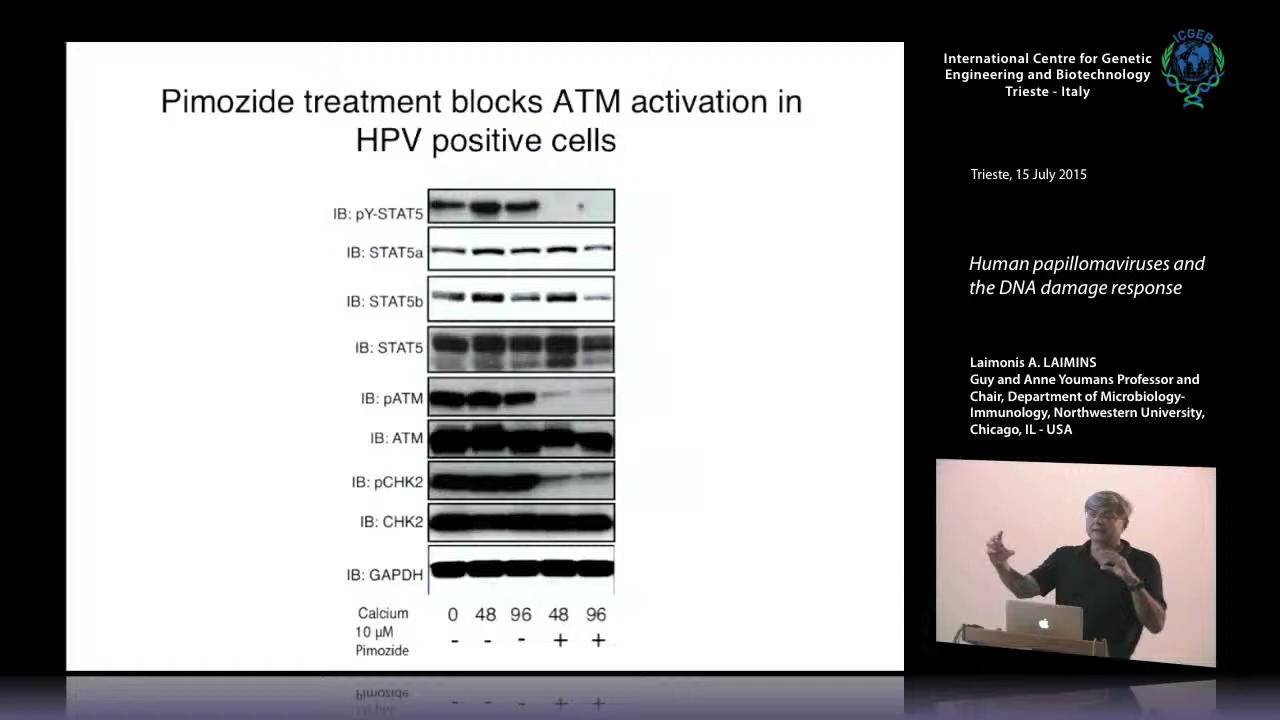 Pimozide treatment blocks ATM activation in
HPV positive cells
IB: pY-STAT5
IB: STAT5a
IB: STAT5b
IB: STAT5
IB: pATM
IB: ATM
IB: pCHK2
IB: CHK2
IB: GAPDH
Calcium 0 48 96 48 96
10 µM
Pimozide - - - + +
ICGEB
International Centre for Genetic
Engineering and Biotechnology
Trieste - Italy
Trieste, 15 July 2015
Human papillomaviruses and
the DNA damage response
Laimonis A. LAIMINS
Guy and Anne Youmans Professor and
Chair, Department of Microbiology-
Immunology, Northwestern University,
Chicago, IL - USA